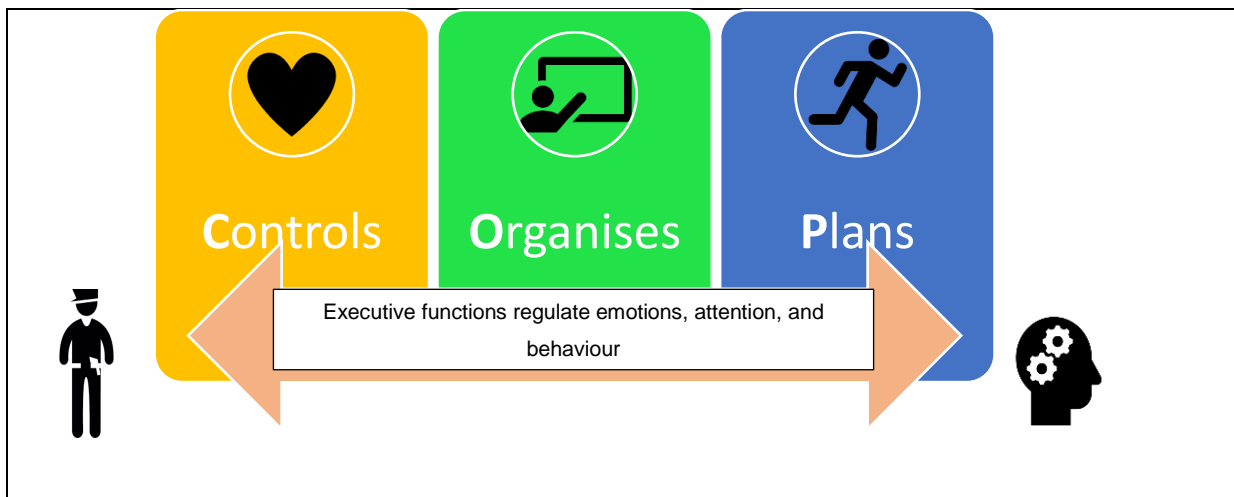 Controls
Organises
Plans
Executive functions regulate emotions, attention, and
behaviour